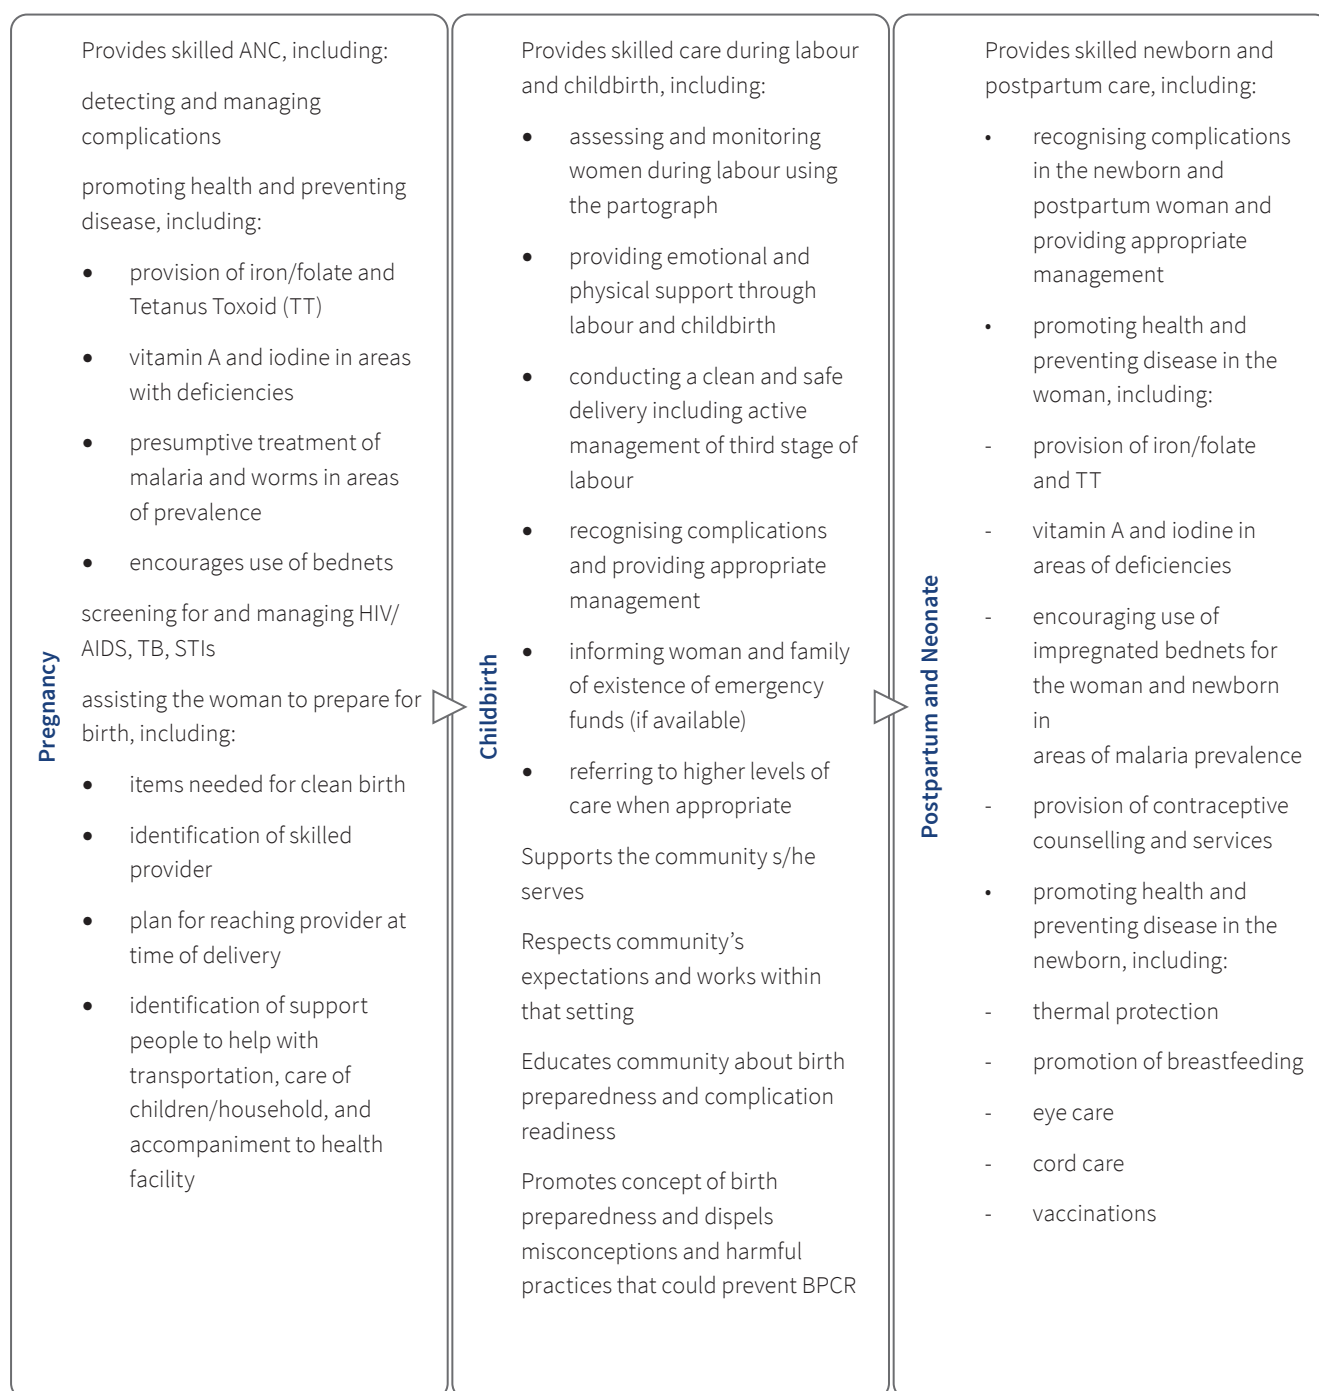 Pregnancy
Provides skilled ANC, including:
detecting and managing
complications
promoting health and preventing
disease, including:
● provision of iron/folate and
Tetanus Toxoid (TT)
● vitamin A and iodine in areas
with deficiencies
● presumptive treatment of
malaria and worms in areas
of prevalence
● encourages use of bednets
screening for and managing HIV/
AIDS, TB, STIs
assisting the woman to prepare for
birth, including:
● items needed for clean birth
● identification of skilled
provider
● plan for reaching provider at
time of delivery
● identification of support
people to help with
transportation, care of
children/household, and
accompaniment to health
facility
Childbirth
Provides skilled care during labour
and childbirth, including:
● assessing and monitoring
women during labour using
the partograph
● providing emotional and
physical support through
labour and childbirth
● conducting a clean and safe
delivery including active
management of third stage of
labour
● recognising complications
and providing appropriate
management
● informing woman and family
of existence of emergency
funds (if available)
● referring to higher levels of
care when appropriate
Supports the community s/he
serves
Respects community’s
expectations and works within
that setting
Educates community about birth
preparedness and complication
readiness
Promotes concept of birth
preparedness and dispels
misconceptions and harmful
practices that could prevent BPCR
Postpartum and Neonate
Provides skilled newborn and
postpartum care, including:
• recognising complications
in the newborn and
postpartum woman and
providing appropriate
management
• promoting health and
preventing disease in the
woman, including:
- provision of iron/folate
and TT
- vitamin A and iodine in
areas of deficiencies
- encouraging use of
impregnated bednets for
the woman and newborn
in
areas of malaria prevalence
- provision of contraceptive
counselling and services
• promoting health and
preventing disease in the
newborn, including:
- thermal protection
- promotion of breastfeeding
- eye care
- cord care
- vaccinations